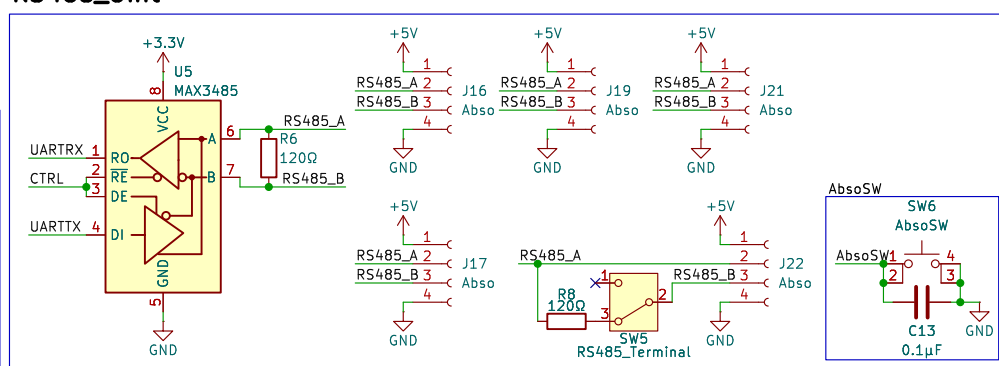 RS485_Unit
+3.3V
U5
MAX3485
8
VCC
A
6
RS485_A
R6
120Ω
UARTRX
1
RO
2
RE
CTRL
3
DE
B
7
RS485_B
UARTTX
4
DI
GND
5
GND
+5V
1
RS485_A
2
J16
RS485_B
3
Abso
4
GND
+5V
1
RS485_A
2
J19
RS485_B
3
Abso
4
GND
+5V
1
RS485_A
2
J21
RS485_B
3
Abso
4
GND
+5V
1
RS485_A
2
J17
RS485_B
3
Abso
4
GND
+5V
1
RS485_A
2
J22
RS485_B
3
Abso
4
GND
R8
120Ω
1
2
3
SW5
RS485_Terminal
AbsoSW
SW6
AbsoSW
AbsoSW
1
4
2
3
C13
0.1µF
GND